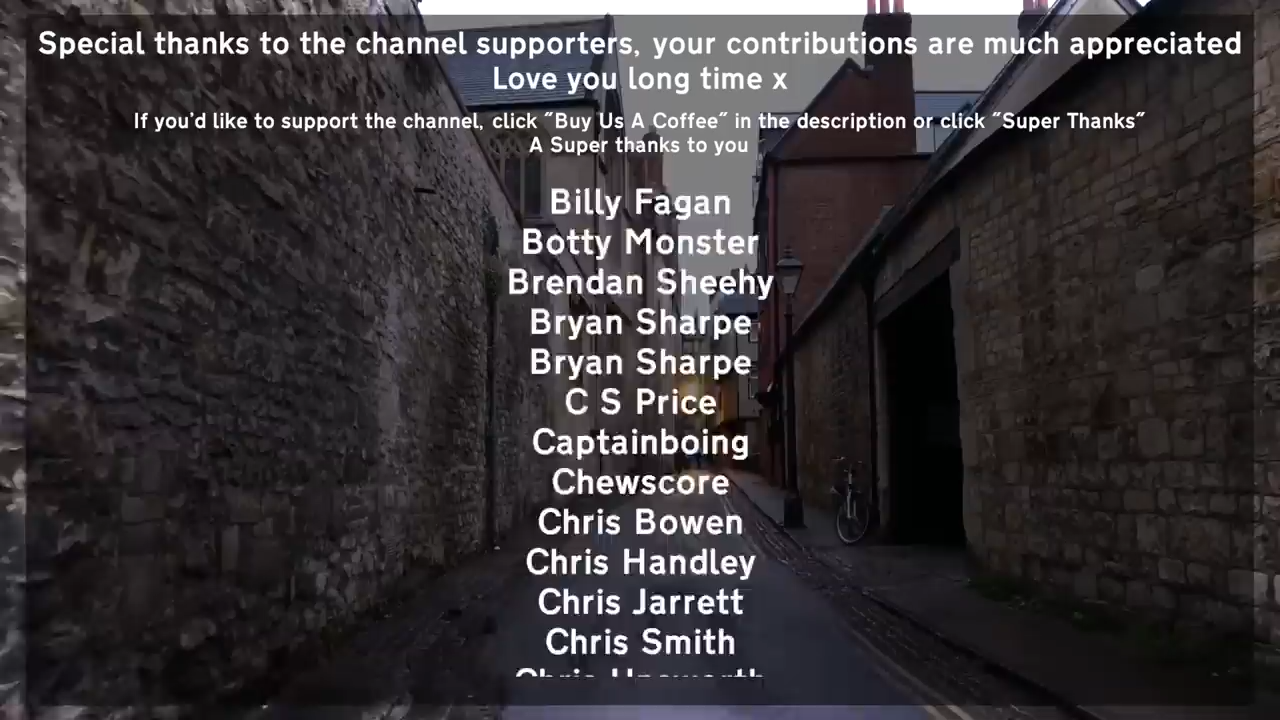 Special thanks to the channel supporters, your contributions are much appreciated
Love you long time x
If you'd like to support the channel, click "Buy Us A Coffee" in the description or click "Super Thanks"
A Super thanks to you
Billy Fagan
Botty Monster
Brendan Sheehy
Bryan Sharpe
Bryan Sharpe
C S Price
Captainboing
Chewscore
Chris Bowen
Chris Handley
Chris Jarrett
Chris Smith
Chris